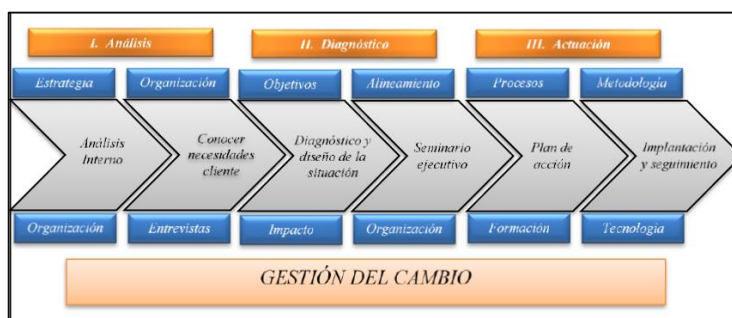 I. Análisis
II. Diagnóstico
III. Actuación
Estrategia
Organización
Objetivos
Alineamiento
Procesos
Metodología
Análisis
Interno
Conocer
necesidades
cliente
Diagnóstico y
diseño de la
situación
Seminario
ejecutivo
Plan de
acción
Implantación
y seguimiento
Organización
Entrevistas
Impacto
Organización
Formación
Tecnología
GESTIÓN DEL CAMBIO